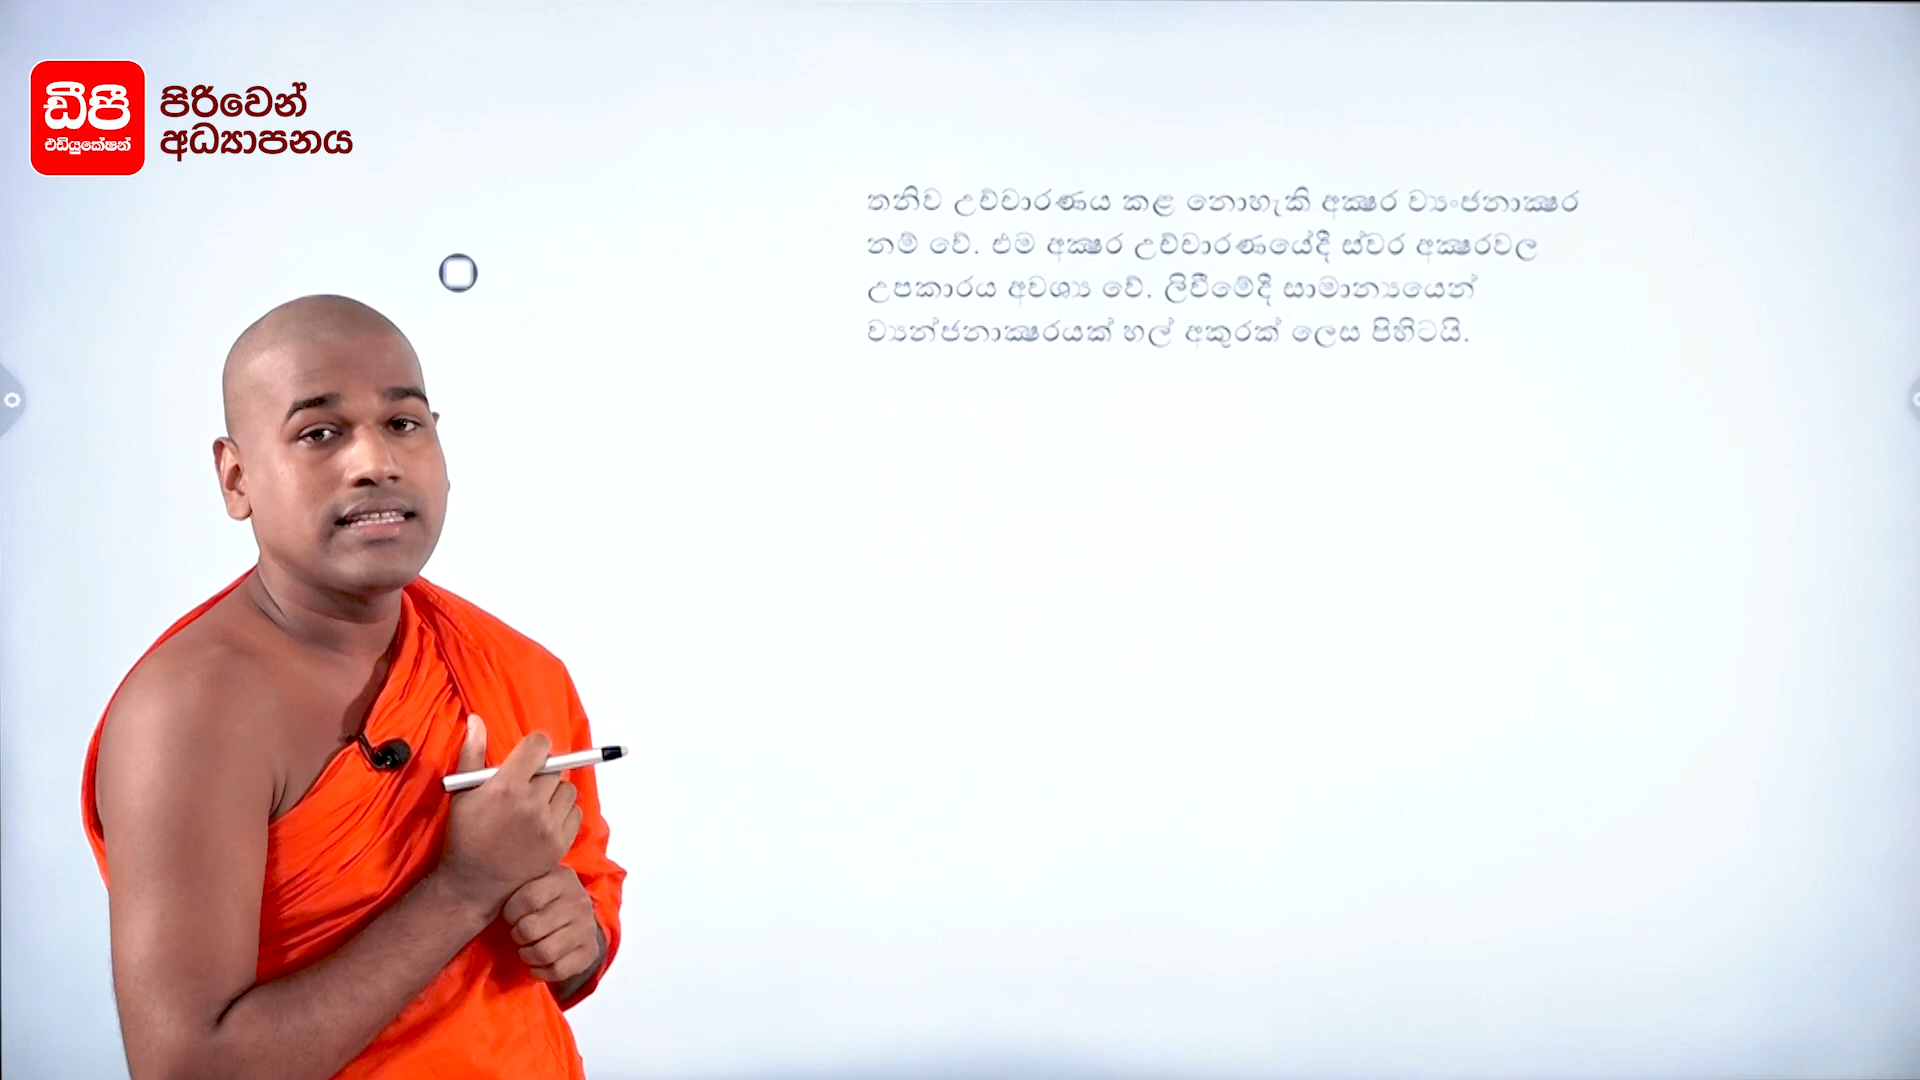 ඩීපී
එඩියුකේෂන්
පිරිවෙන්
අධ්‍යාපනය
තනිව උච්චාරණය කළ නොහැකි අක්‍ෂර ව්‍යංජනාක්‍ෂර
නම් වේ. එම අක්‍ෂර උච්චාරණයේදී ස්වර අක්‍ෂරවල
උපකාරය අවශ්‍ය වේ. ලිවීමේදී සාමාන්‍යයෙන්
ව්‍යන්ජනාක්‍ෂරයක් හල් අකුරක් ලෙස පිහිටයි.